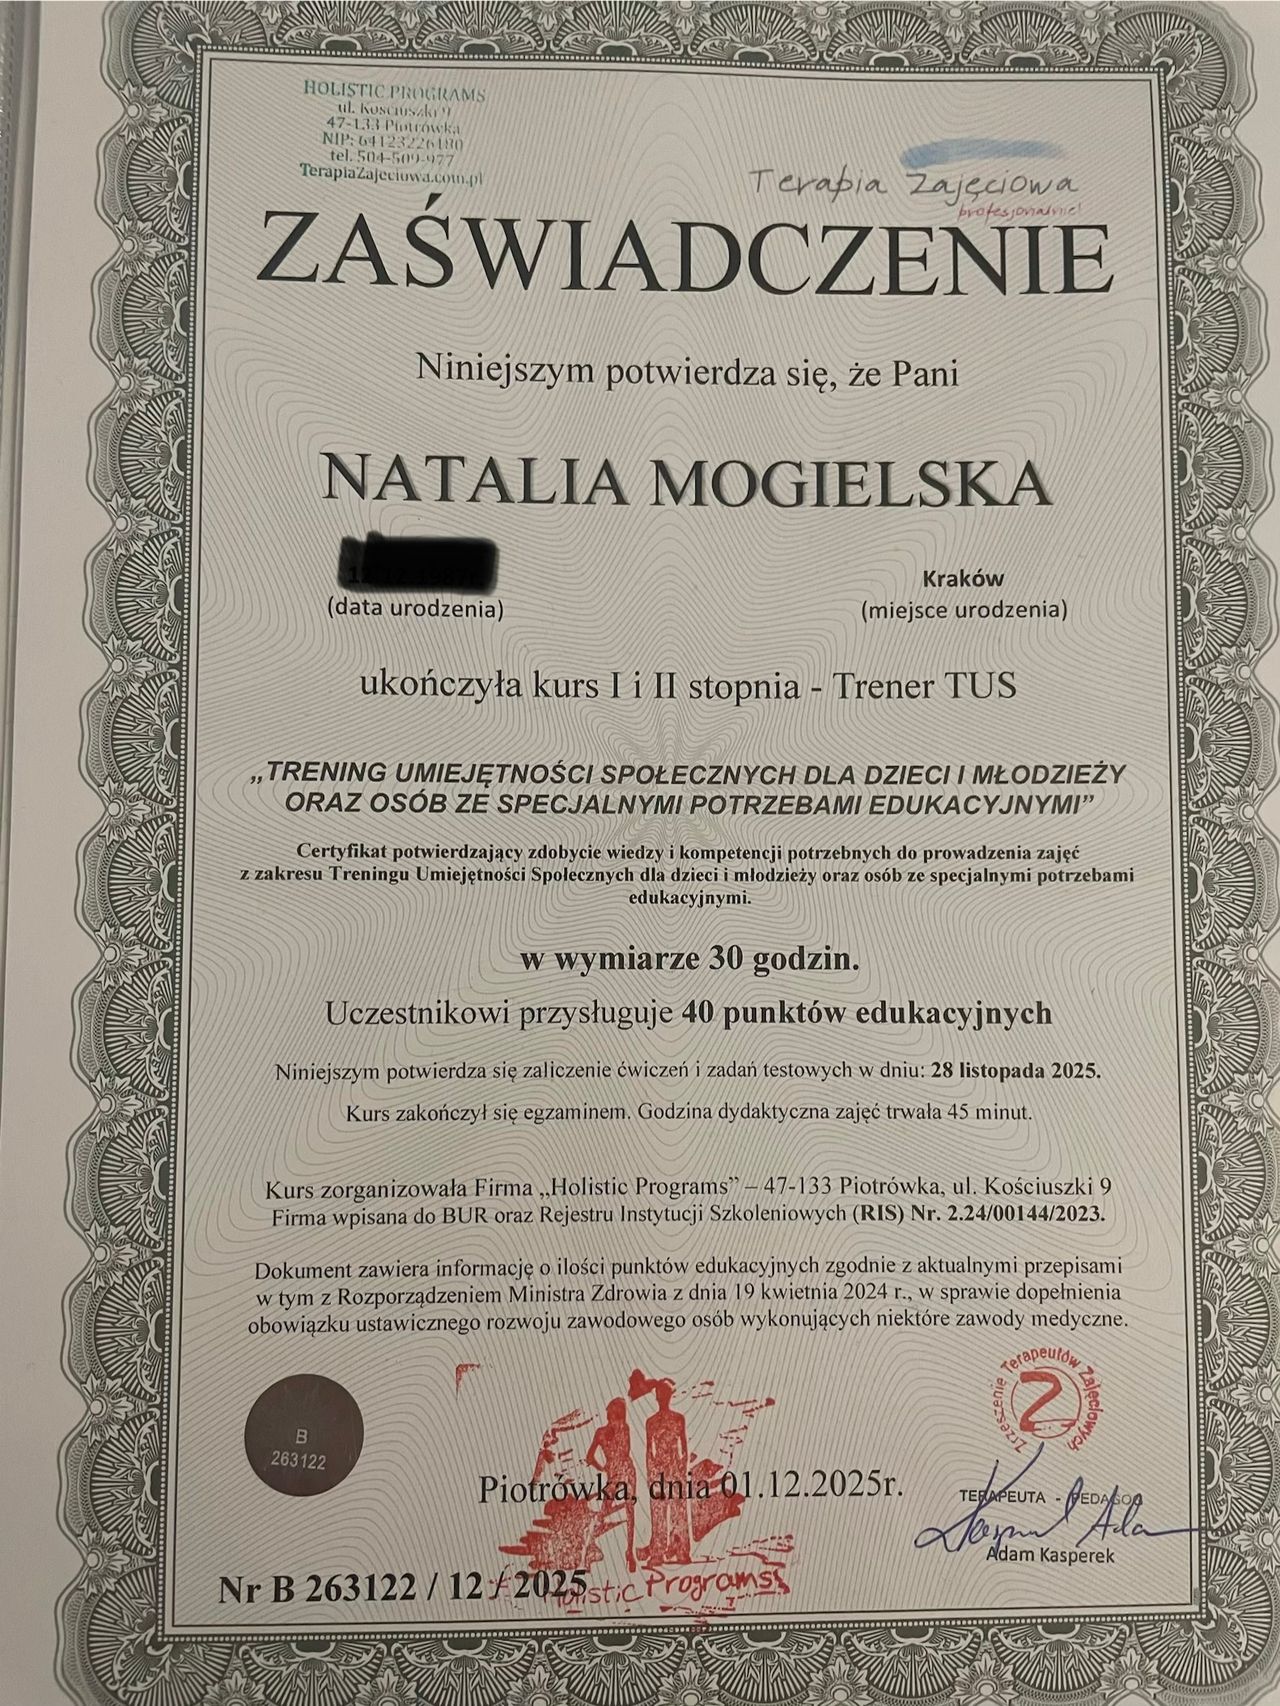 HOLISTIC PROGRAMS
ul. Kościuszki 9
47-133 Piotrówka
NIP: 64123226180
tel. 504-509-977
TerapiaZajeciowa.com.pl
Terapia Zajęciowa
profesjonalnie!
ZAŚWIADCZENIE
Niniejszym potwierdza się, że Pani
NATALIA MOGIELSKA
(data urodzenia)
Kraków
(miejsce urodzenia)
ukończyła kurs I i II stopnia - Trener TUS
„TRENING UMIEJĘTNOŚCI SPOŁECZNYCH DLA DZIECI I MŁODZIEŻY
ORAZ OSÓB ZE SPECJALNYMI POTRZEBAMI EDUKACYJNYMI”
Certyfikat potwierdzający zdobycie wiedzy i kompetencji potrzebnych do prowadzenia zajęć
z zakresu Treningu Umiejętności Społecznych dla dzieci i młodzieży oraz osób ze specjalnymi potrzebami
edukacyjnymi.
w wymiarze 30 godzin.
Uczestnikowi przysługuje 40 punktów edukacyjnych
Niniejszym potwierdza się zaliczenie ćwiczeń i zadań testowych w dniu: 28 listopada 2025.
Kurs zakończył się egzaminem. Godzina dydaktyczna zajęć trwała 45 minut.
Kurs zorganizowała Firma „Holistic Programs” – 47-133 Piotrówka, ul. Kościuszki 9
Firma wpisana do BUR oraz Rejestru Instytucji Szkoleniowych (RIS) Nr. 2.24/00144/2023.
Dokument zawiera informację o ilości punktów edukacyjnych zgodnie z aktualnymi przepisami
w tym z Rozporządzeniem Ministra Zdrowia z dnia 19 kwietnia 2024 r., w sprawie dopełnienia
obowiązku ustawicznego rozwoju zawodowego osób wykonujących niektóre zawody medyczne.
Zrzeszenie Terapeutów Zajęciowych
Z
B
263122
Piotrówka, dnia 01.12.2025r.
TERAPEUTA - PEDAGOG
Adam Kasperek
Nr B 263122 / 12 / 2025
Holistic Programs